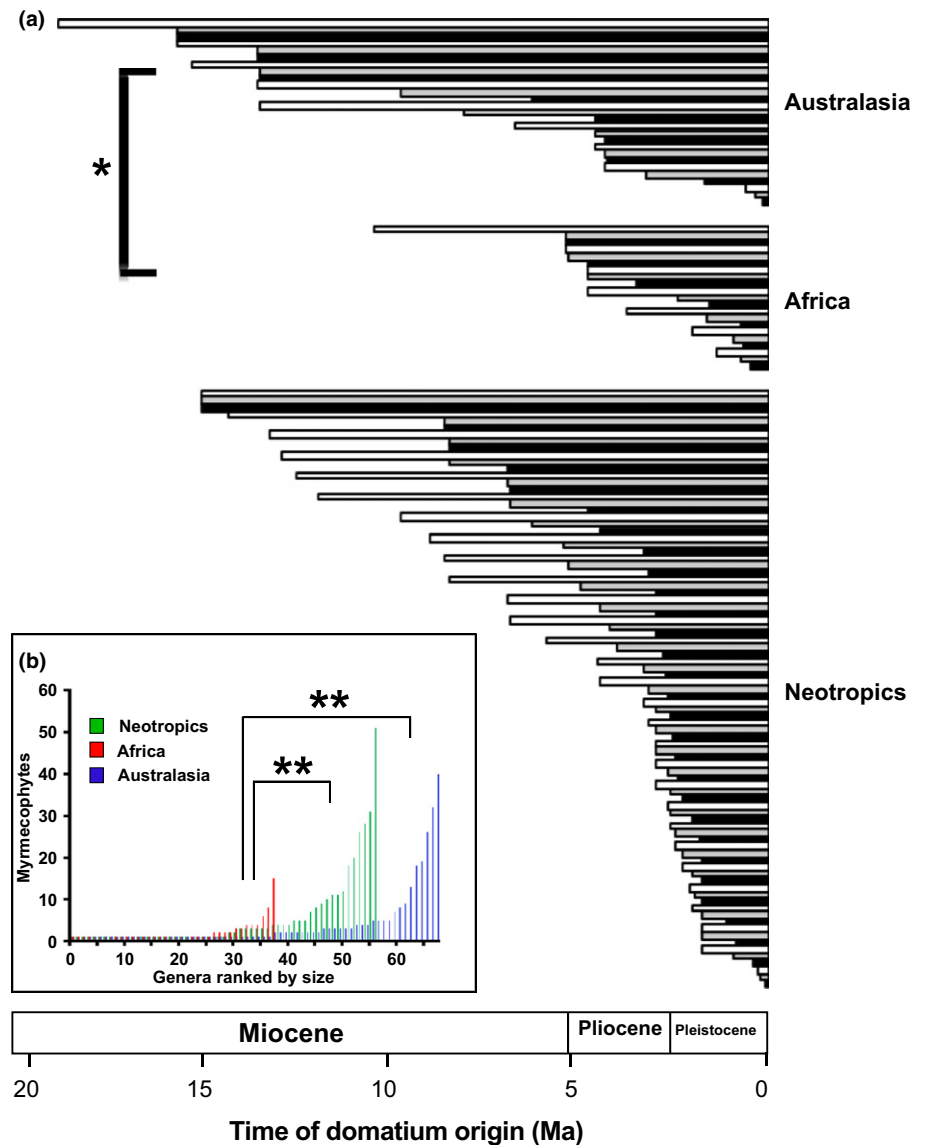 (a)
Australasia
*
Africa
Neotropics
(b)
**
**
Neotropics
Africa
Australasia
Myrmecophytes
60
50
40
30
20
10
0
0 10 20 30 40 50 60
Genera ranked by size
Miocene Pliocene Pleistocene
20 15 10 5 0
Time of domatium origin (Ma)